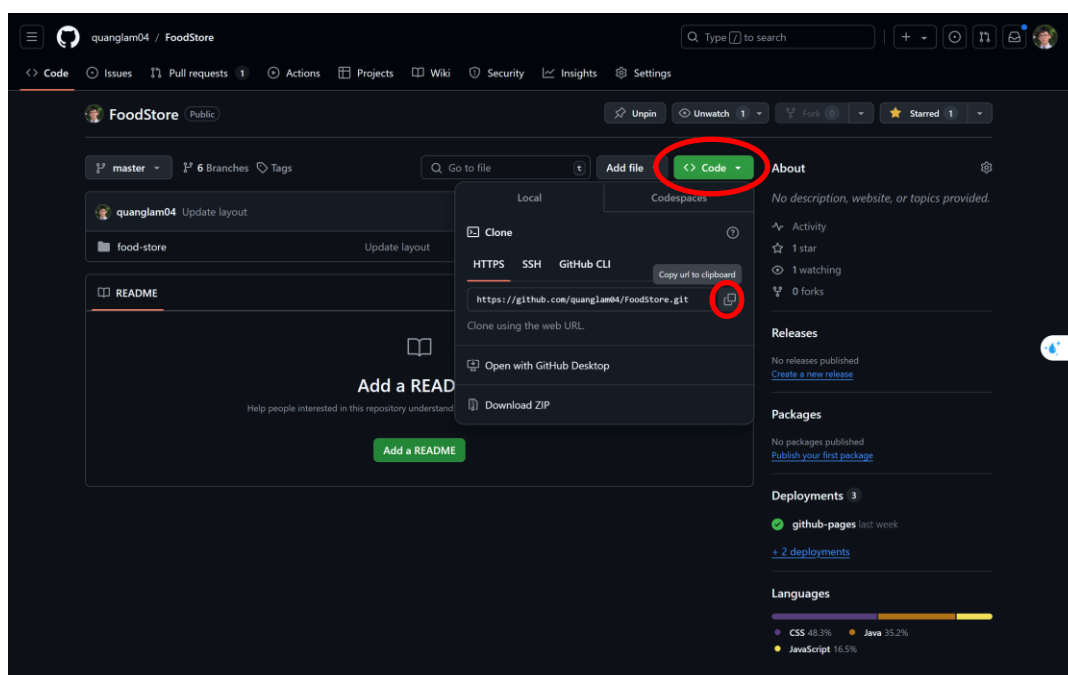 quanglam04 / FoodStore
Type / to search
Code
Issues
Pull requests 1
Actions
Projects
Wiki
Security
Insights
Settings
FoodStore Public
Unpin
Unwatch 1
Fork 0
Starred 1
master
6 Branches
Tags
Go to file
t
Add file
Code
quanglam04 Update layout
food-store
Update layout
README
Add a READ
Help people interested in this repository understand
Add a README
Local
Codespaces
Clone
HTTPS
SSH
GitHub CLI
Copy url to clipboard
https://github.com/quanglam04/FoodStore.git
Clone using the web URL.
Open with GitHub Desktop
Download ZIP
About
No description, website, or topics provided.
Activity
1 star
1 watching
0 forks
Releases
No releases published
Create a new release
Packages
No packages published
Publish your first package
Deployments 3
github-pages last week
+ 2 deployments
Languages
CSS 48.3%
Java 35.2%
JavaScript 16.5%